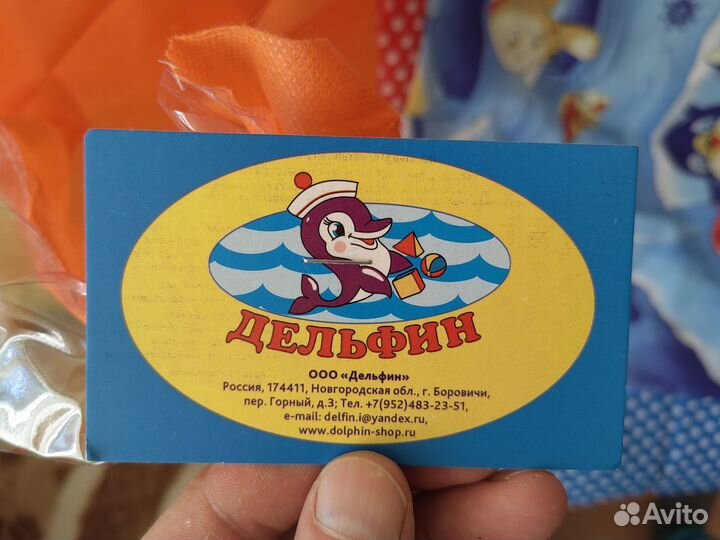 ДЕЛЬФИН
ООО «Дельфин»
Россия, 174411, Новгородская обл., г. Боровичи,
пер. Горный, д.3; Тел. +7(952)483-23-51,
e-mail: delfin.i@yandex.ru,
www.dolphin-shop.ru
Avito